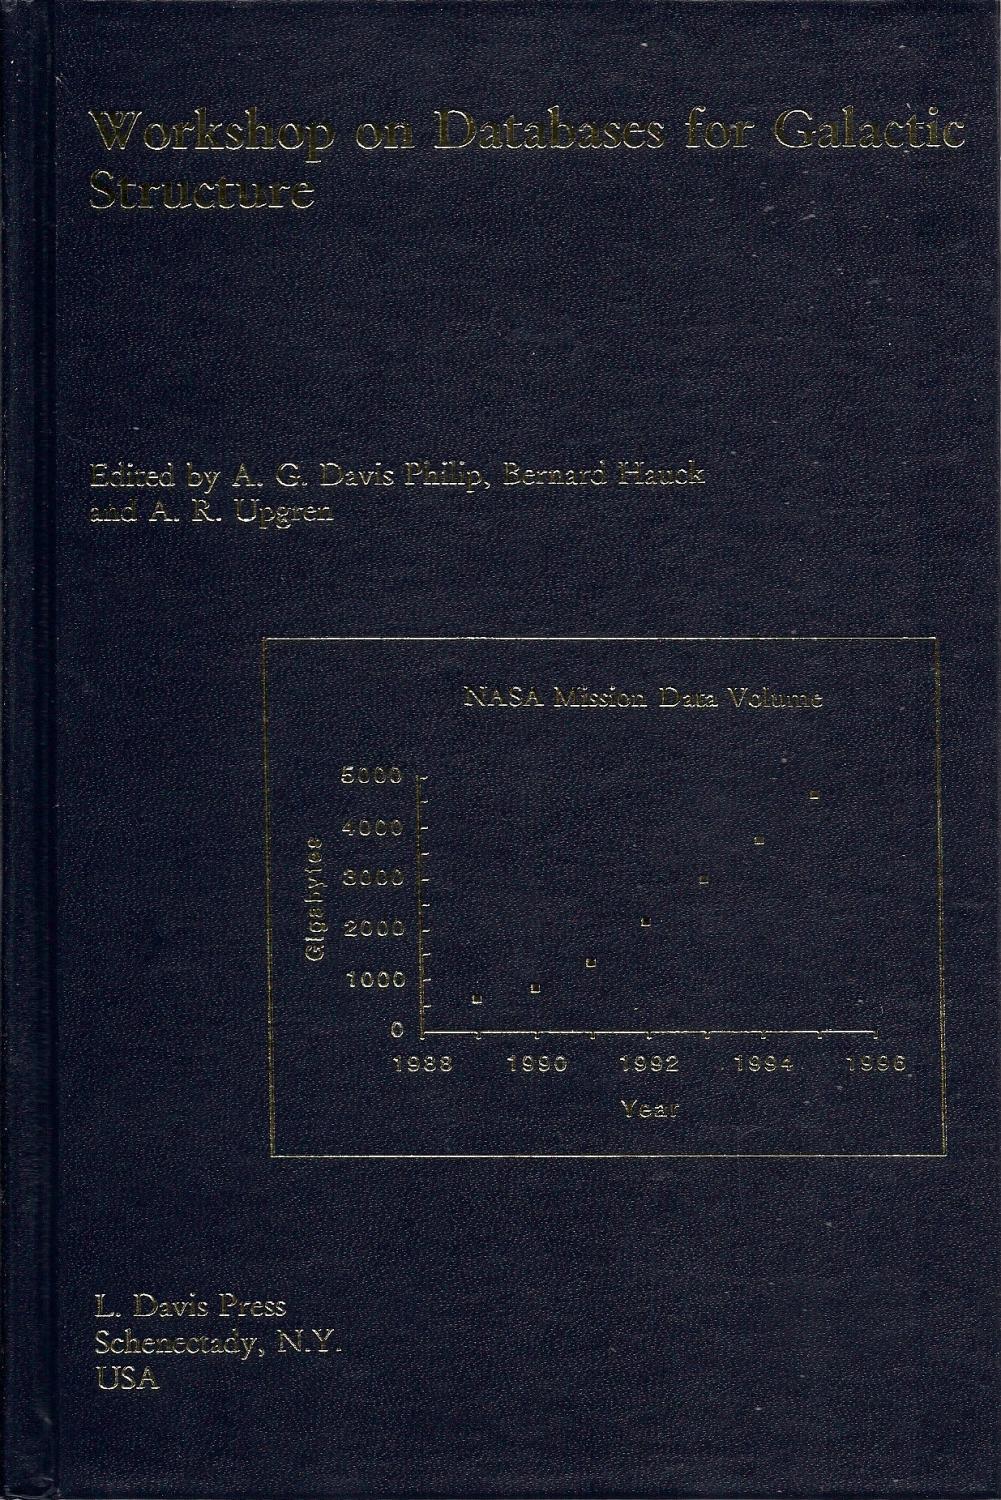 Workshop on Databases for Galactic
Structure
Edited by A. G. Davis Philip, Bernard Hauck
and A. R. Upgren
NASA Mission Data Volume
5000
4000
3000
2000
1000
0
Gigabytes
1988 1990 1992 1994 1996
Year
L. Davis Press
Schenectady, N.Y.
USA